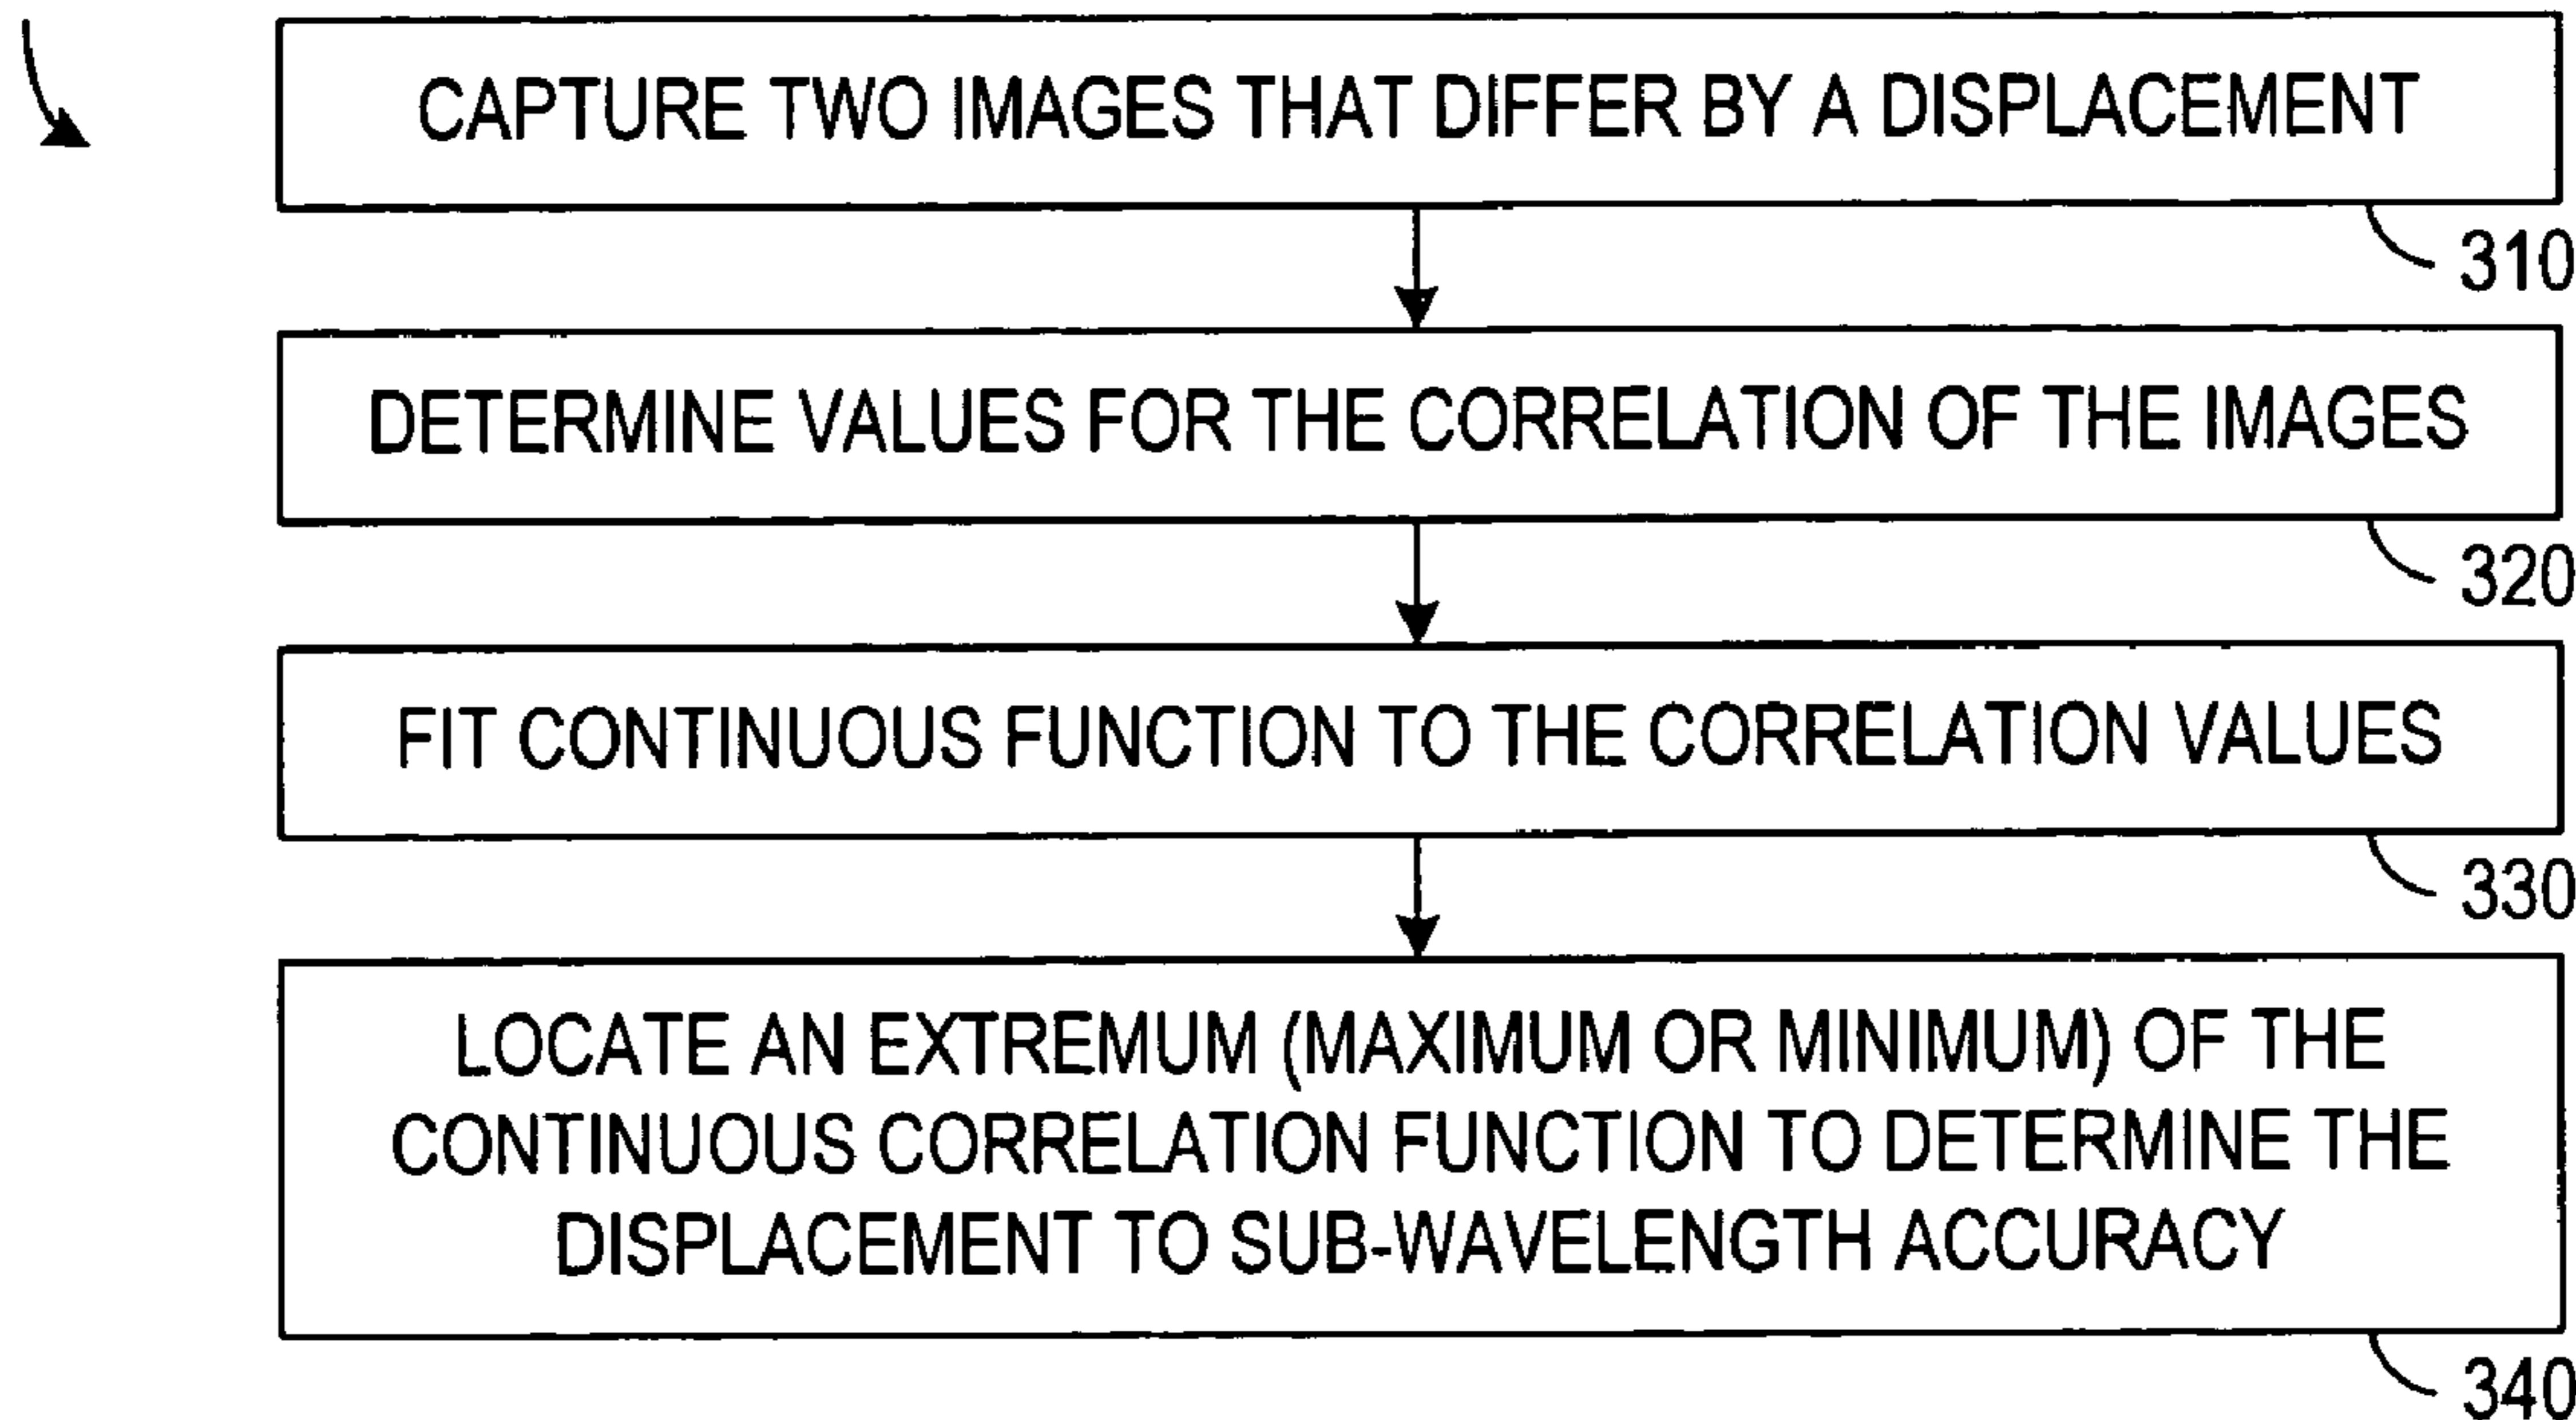 CAPTURE TWO IMAGES THAT DIFFER BY A DISPLACEMENT
310
DETERMINE VALUES FOR THE CORRELATION OF THE IMAGES
320
FIT CONTINUOUS FUNCTION TO THE CORRELATION VALUES
330
LOCATE AN EXTREMUM (MAXIMUM OR MINIMUM) OF THE
CONTINUOUS CORRELATION FUNCTION TO DETERMINE THE
DISPLACEMENT TO SUB-WAVELENGTH ACCURACY
340